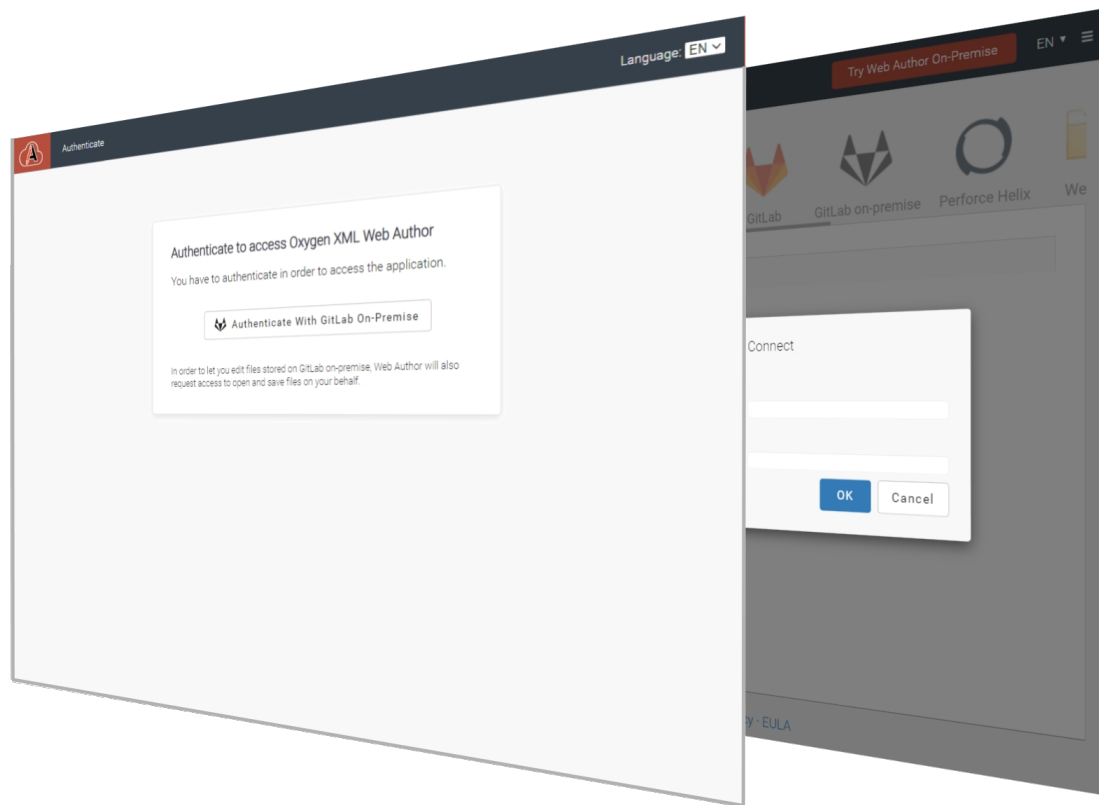 Language: EN
Authenticate
Authenticate to access Oxygen XML Web Author
You have to authenticate in order to access the application.
Authenticate With GitLab On-Premise
In order to let you edit files stored on GitLab on-premise, Web Author will also
request access to open and save files on your behalf.
Try Web Author On-Premise
EN
GitLab
GitLab on-premise
Perforce Helix
We
Connect
OK
Cancel
cy - EULA